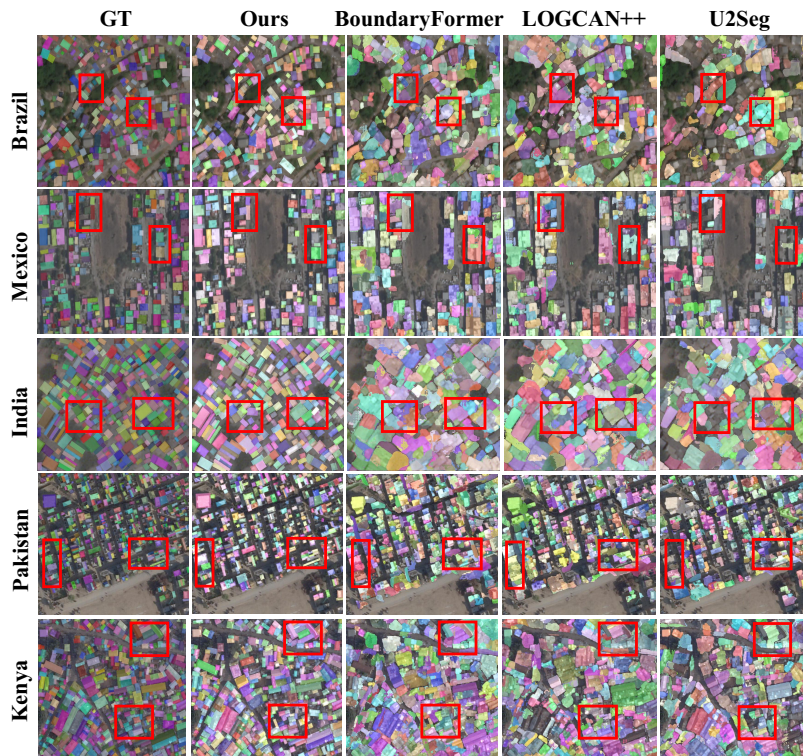 GT Ours BoundaryFormer LOGCAN++ U2Seg
Brazil
Mexico
India
Pakistan
Kenya